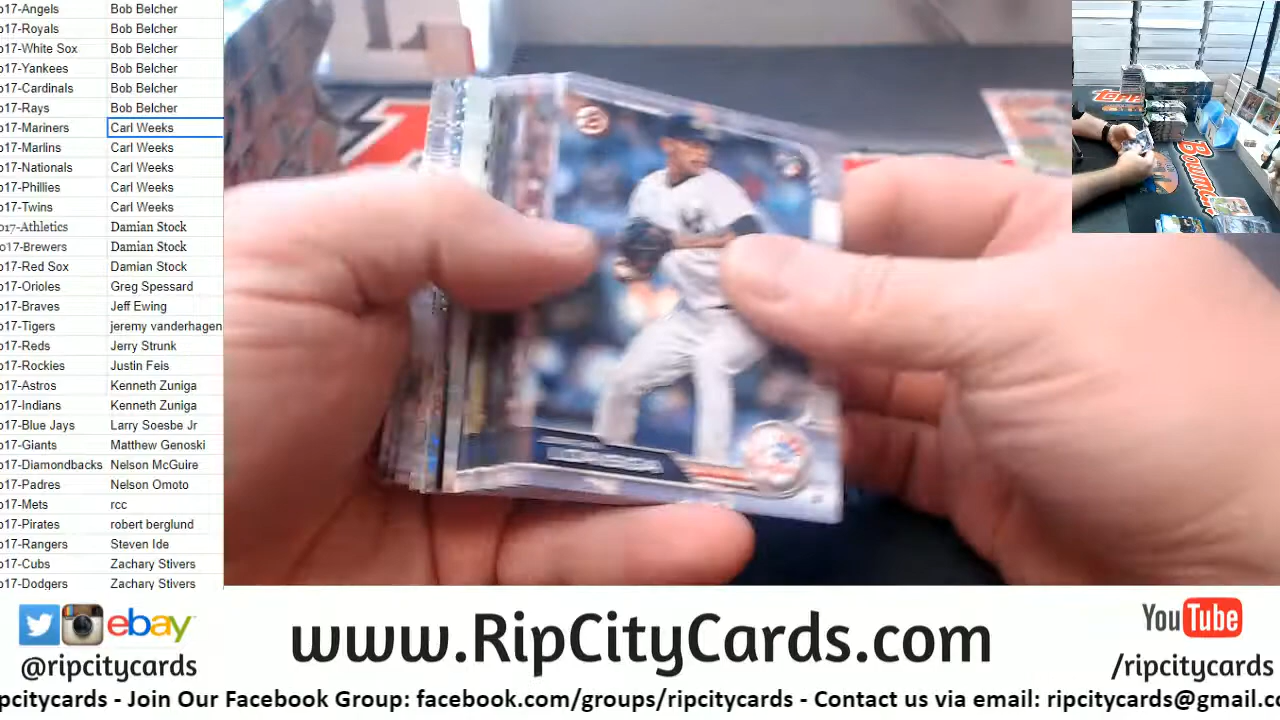 o17-Angels Bob Belcher
o17-Royals Bob Belcher
o17-White Sox Bob Belcher
o17-Yankees Bob Belcher
o17-Cardinals Bob Belcher
o17-Rays Bob Belcher
o17-Mariners Carl Weeks
o17-Marlins Carl Weeks
o17-Nationals Carl Weeks
o17-Phillies Carl Weeks
o17-Twins Carl Weeks
o17-Athletics Damian Stock
o17-Brewers Damian Stock
o17-Red Sox Damian Stock
o17-Orioles Greg Spessard
o17-Braves Jeff Ewing
o17-Tigers jeremy vanderhagen
o17-Reds Jerry Strunk
o17-Rockies Justin Feis
o17-Astros Kenneth Zuniga
o17-Indians Kenneth Zuniga
o17-Blue Jays Larry Soesbe Jr
o17-Giants Matthew Genoski
o17-Diamondbacks Nelson McGuire
o17-Padres Nelson Omoto
o17-Mets rcc
o17-Pirates robert berglund
o17-Rangers Steven Ide
o17-Cubs Zachary Stivers
o17-Dodgers Zachary Stivers
Topps
Bowman
ebay
@ripcitycards
www.RipCityCards.com
YouTube
/ripcitycards
pcitycards - Join Our Facebook Group: facebook.com/groups/ripcitycards - Contact us via email: ripcitycards@gmail.c